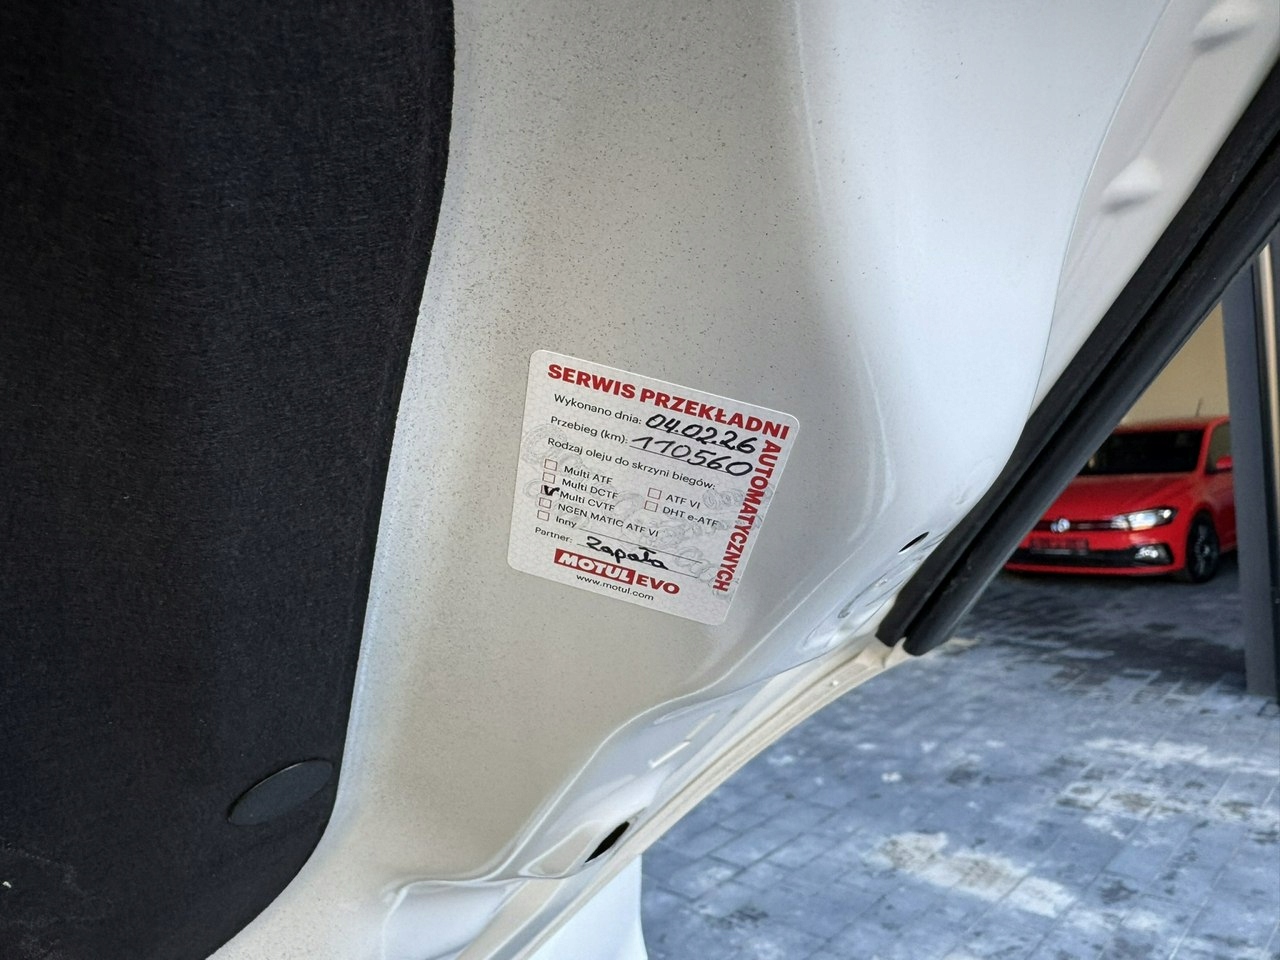 SERWIS PRZEKŁADNI
AUTOMATYCZNYCH
Wykonano dnia: 04.02.26
Przebieg (km): 110560
Rodzaj oleju do skrzyni biegów:
Multi ATF
ATF VI
Multi DCTF
DHT e-ATF
Multi CVTF
NGEN MATIC ATF VI
Inny
Partner: Zapała
MOTUL EVO
www.motul.com